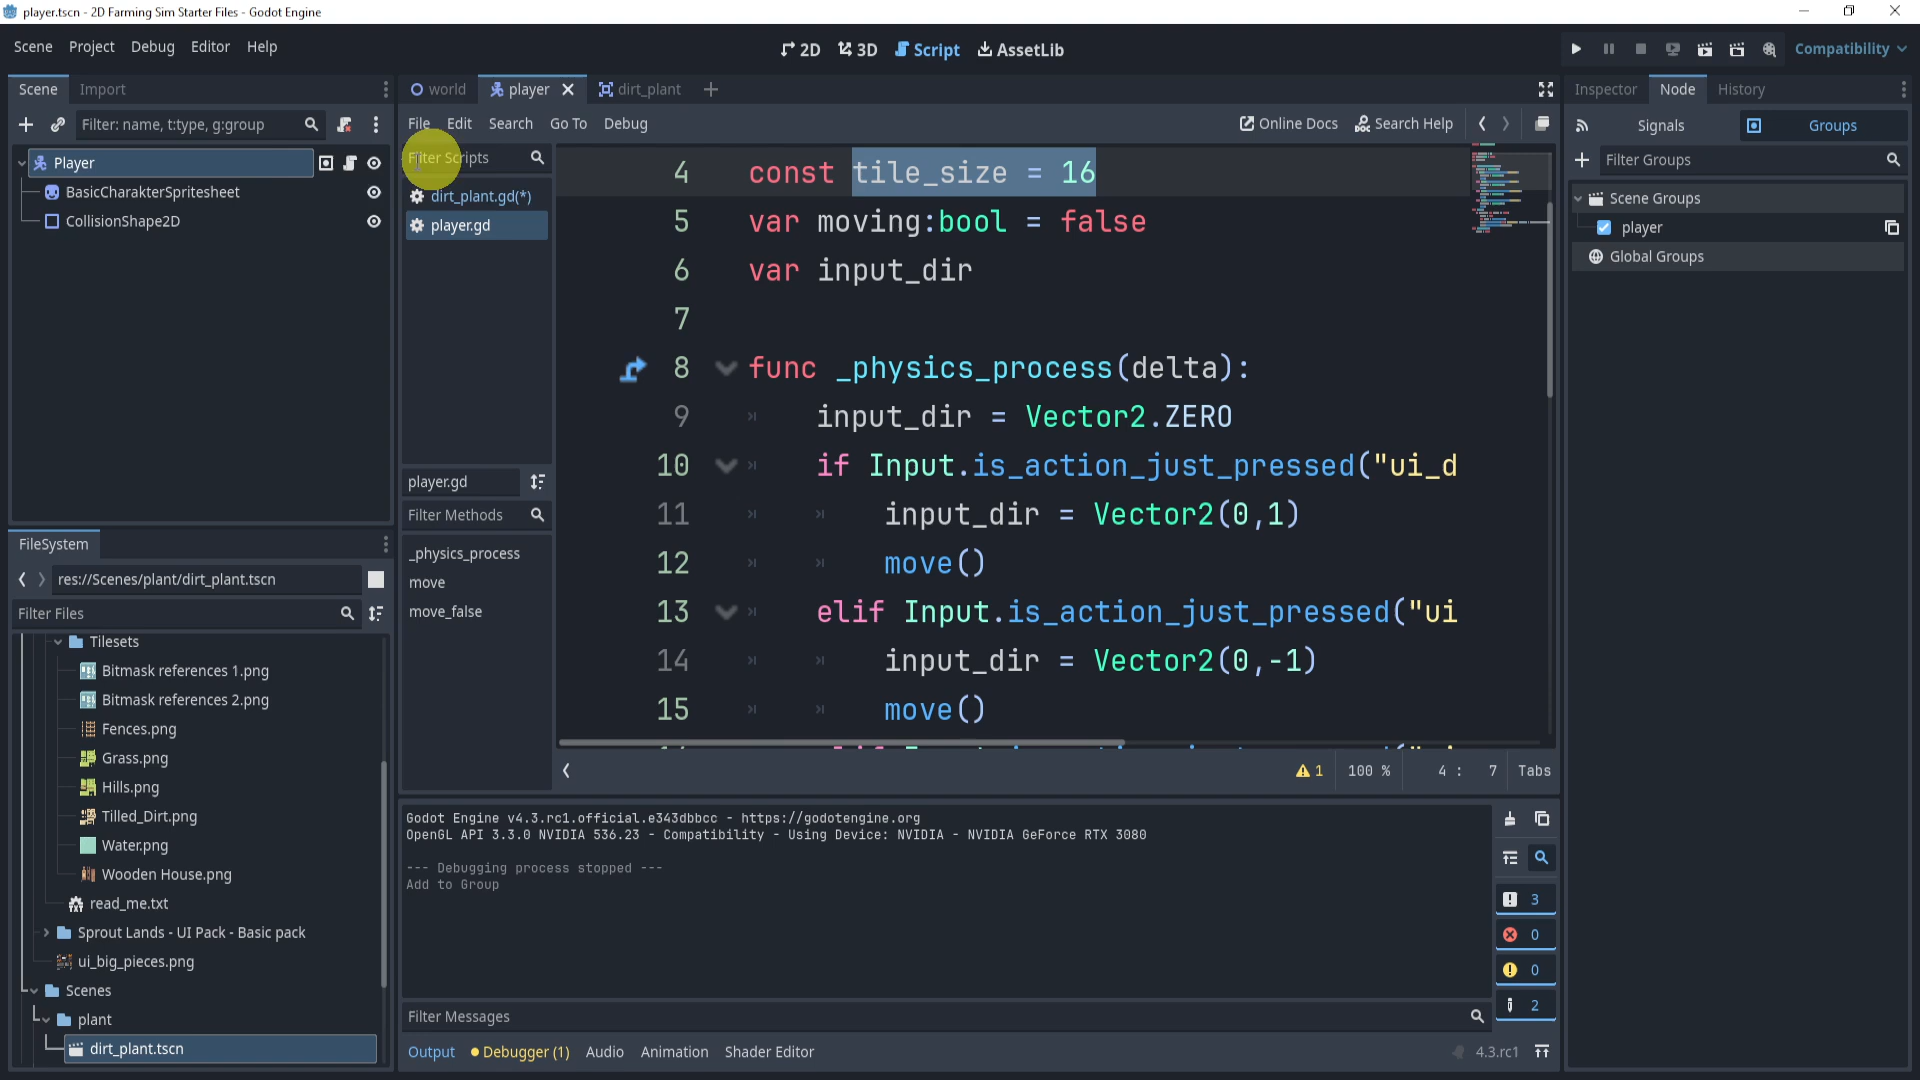 player.tscn - 2D Farming Sim Starter Files - Godot Engine
Scene Project Debug Editor Help
2D 3D Script AssetLib
Compatibility
Scene Import
Filter: name, t:type, g:group
Player
BasicCharakterSpritesheet
CollisionShape2D
FileSystem
res://Scenes/plant/dirt_plant.tscn
Filter Files
Tilesets
Bitmask references 1.png
Bitmask references 2.png
Fences.png
Grass.png
Hills.png
Tilled_Dirt.png
Water.png
Wooden House.png
read_me.txt
Sprout Lands - UI Pack - Basic pack
ui_big_pieces.png
Scenes
plant
dirt_plant.tscn
world player dirt_plant
File Edit Search Go To Debug
Online Docs Search Help
Filter Scripts
dirt_plant.gd(*)
player.gd
player.gd
Filter Methods
_physics_process
move
move_false
4 const tile_size = 16
5 var moving:bool = false
6 var input_dir
7
8 func _physics_process(delta):
9 input_dir = Vector2.ZERO
10 if Input.is_action_just_pressed("ui_d
11 input_dir = Vector2(0,1)
12 move()
13 elif Input.is_action_just_pressed("ui
14 input_dir = Vector2(0,-1)
15 move()
1 100 % 4 : 7 Tabs
Godot Engine v4.3.rc1.official.e343dbbcc - https://godotengine.org
OpenGL API 3.3.0 NVIDIA 536.23 - Compatibility - Using Device: NVIDIA - NVIDIA GeForce RTX 3080
--- Debugging process stopped ---
Add to Group
3
0
0
2
Filter Messages
Output Debugger (1) Audio Animation Shader Editor
4.3.rc1
Inspector Node History
Signals Groups
Filter Groups
Scene Groups
player
Global Groups